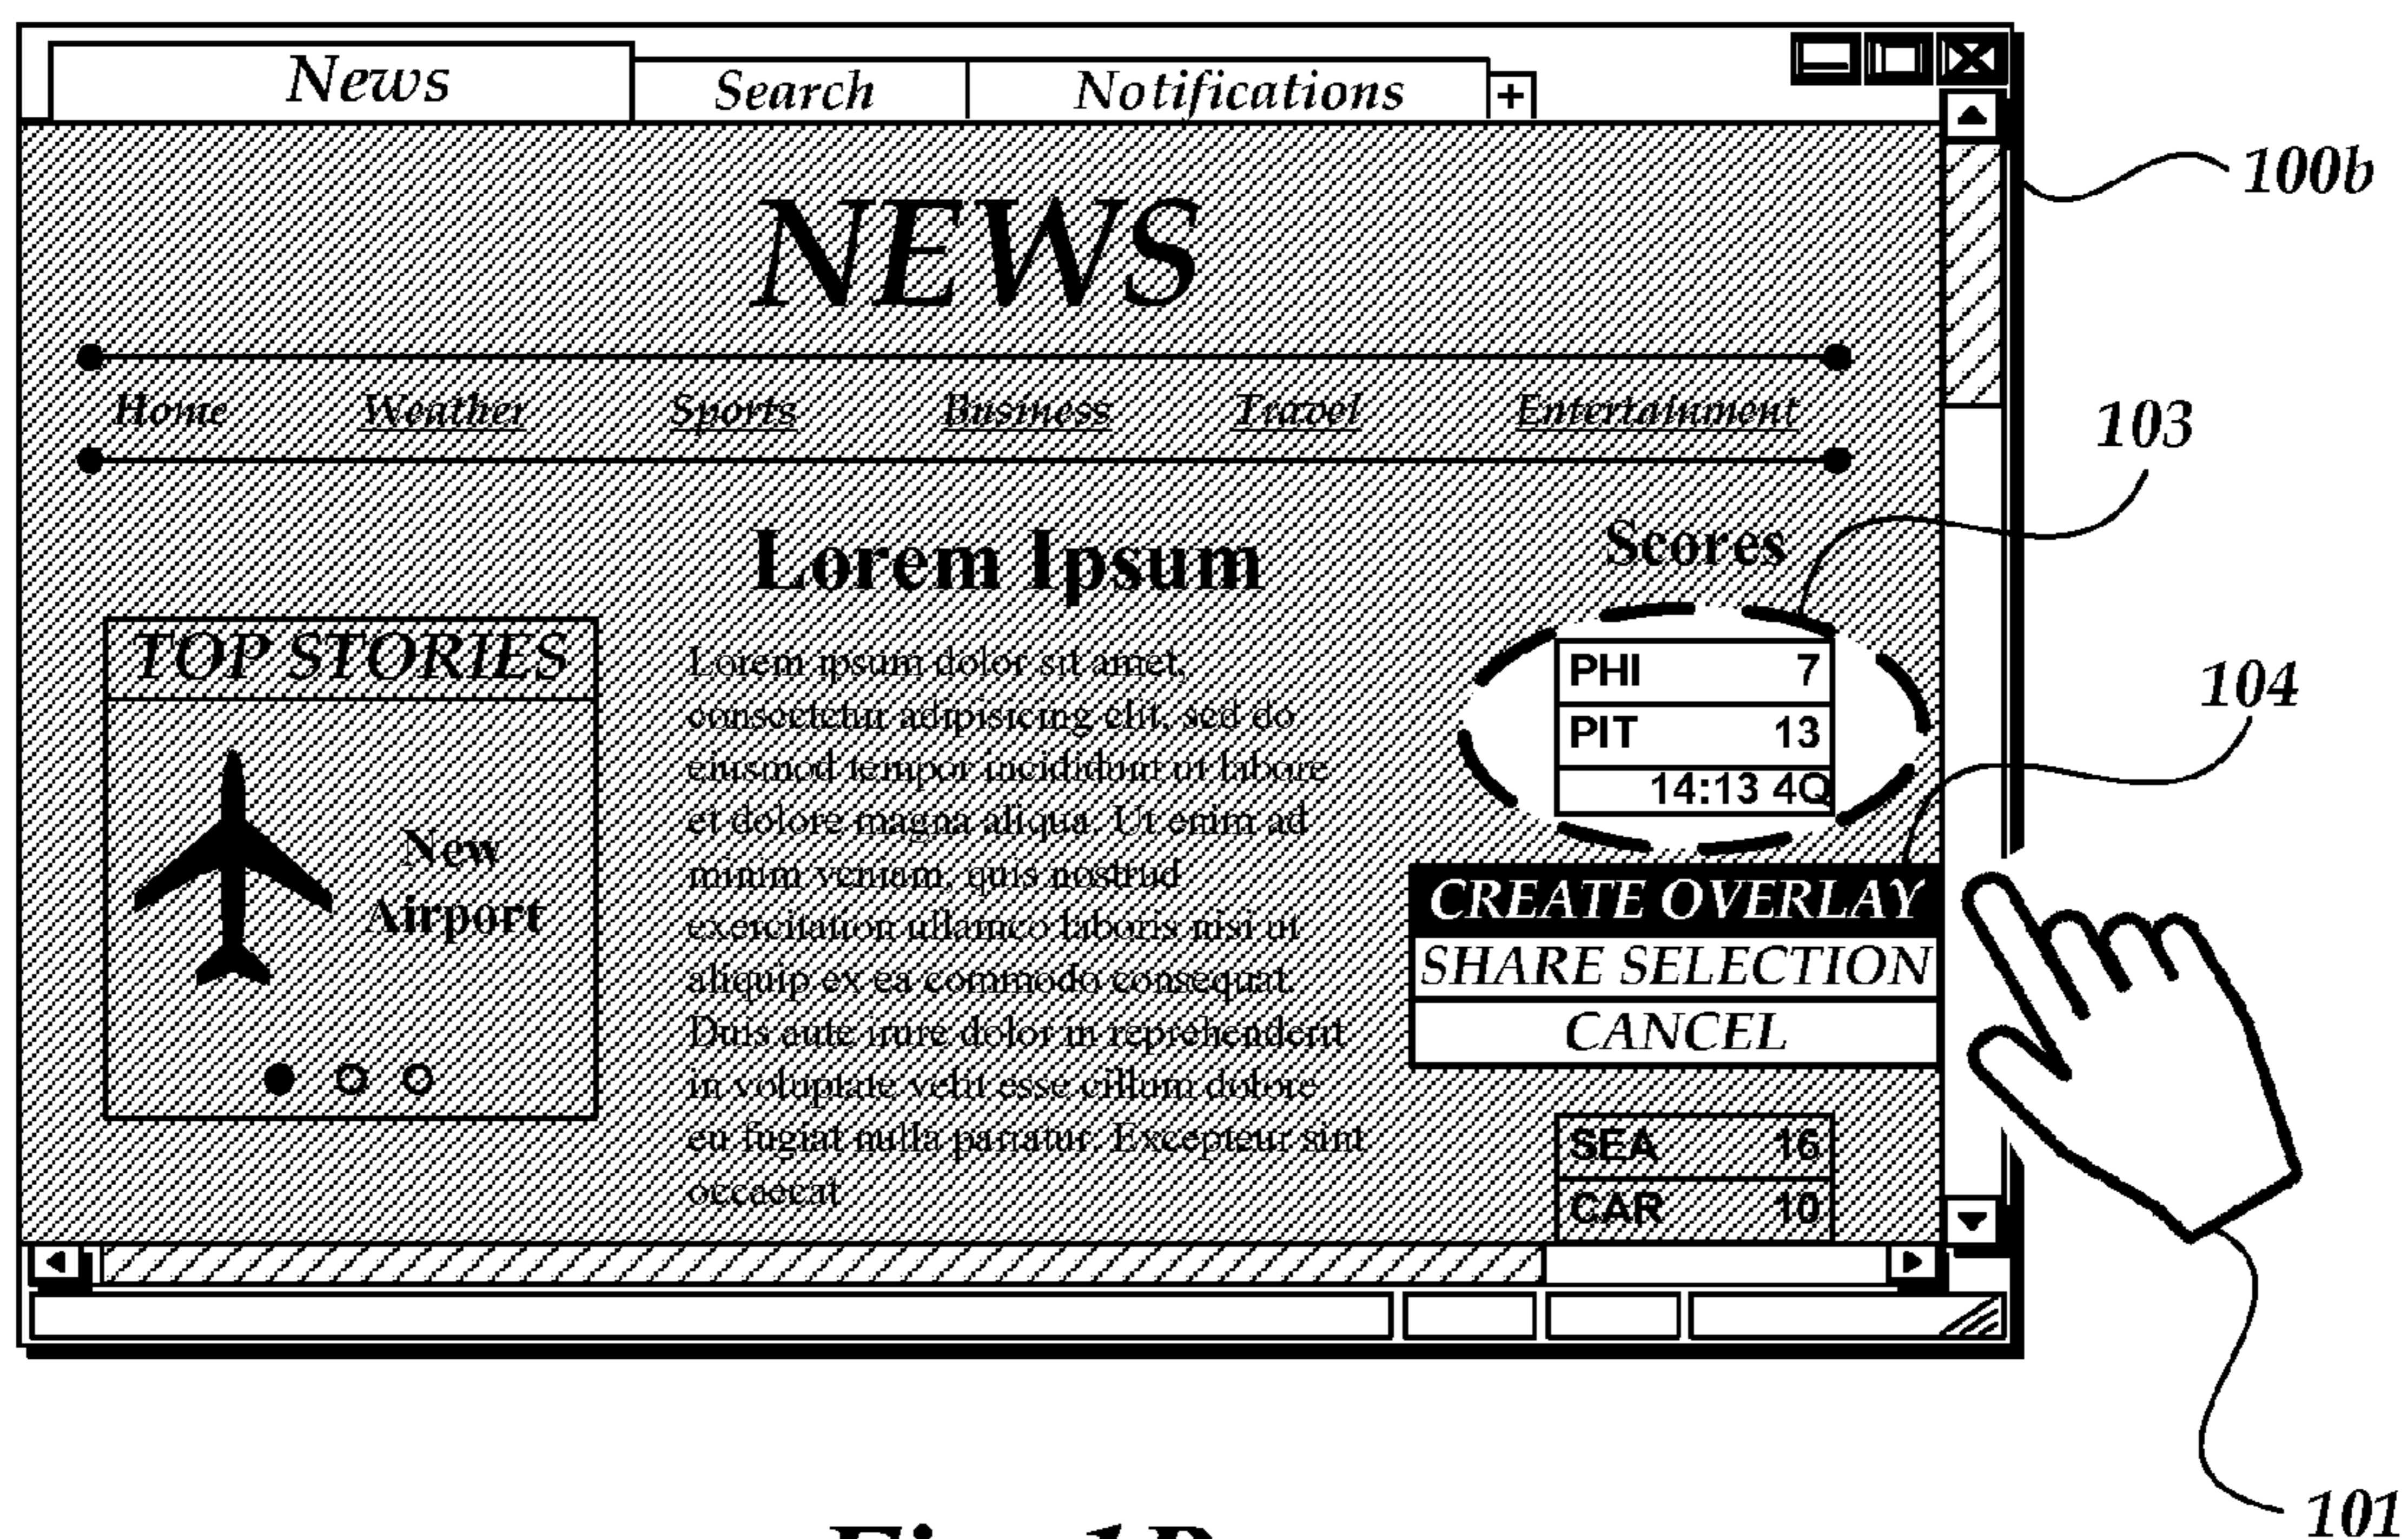 News
Search
Notifications
+
100b
NEWS
Home
Weather
Sports
Business
Travel
Entertainment
103
Lorem Ipsum
Scores
TOP STORIES
New
Airport
Lorem ipsum dolor sit amet,
consectetur adipisicing elit, sed do
eiusmod tempor incididunt ut labore
et dolore magna aliqua. Ut enim ad
minim veniam, quis nostrud
exercitation ullamco laboris nisi ut
aliquip ex ea commodo consequat.
Duis aute irure dolor in reprehenderit
in voluptate velit esse cillum dolore
eu fugiat nulla pariatur. Excepteur sint
occaecat
PHI 7
PIT 13
14:13 4Q
104
CREATE OVERLAY
SHARE SELECTION
CANCEL
SEA 16
CAR 10
101